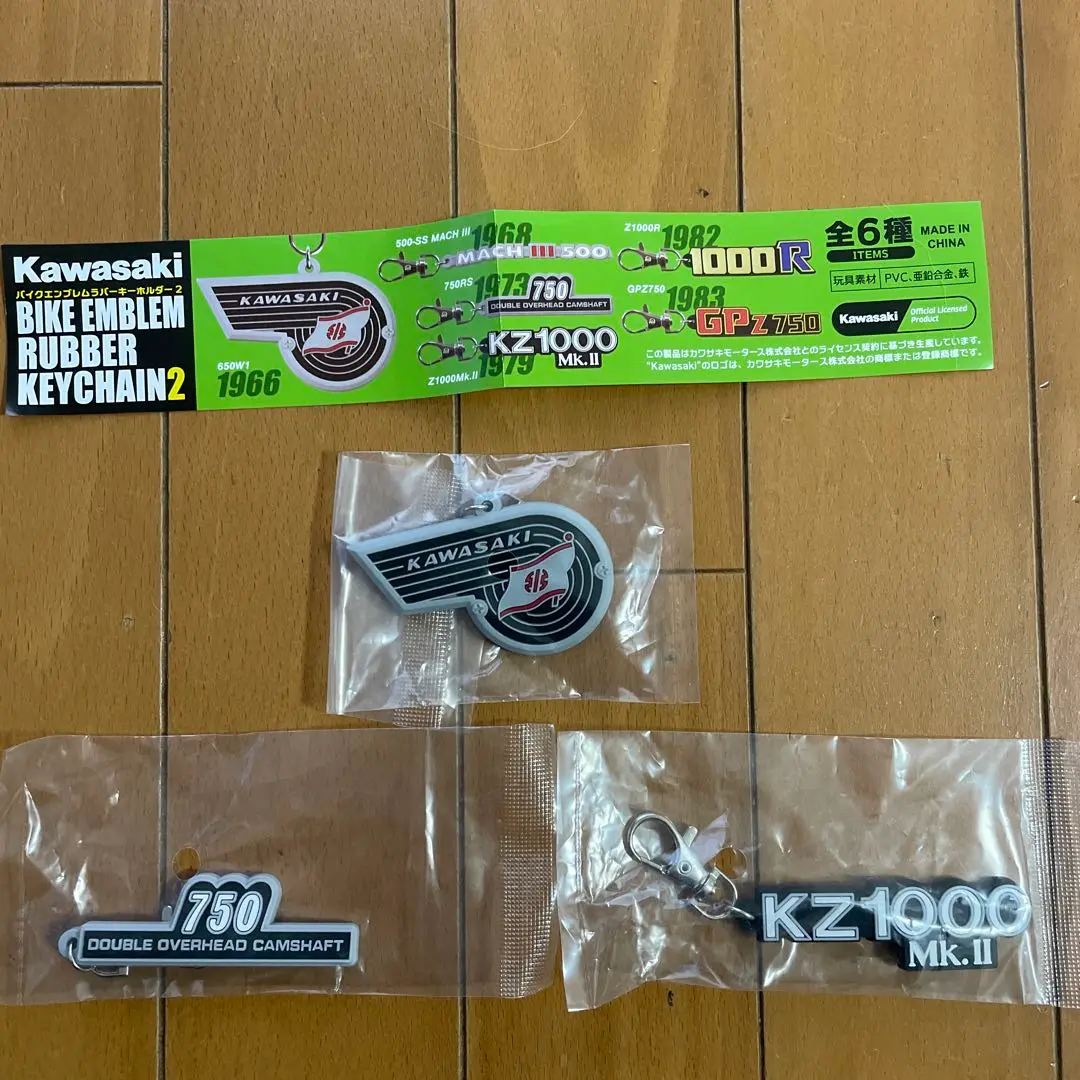 Kawasaki
バイクエンブレムラバーキーホルダー2
BIKE EMBLEM
RUBBER
KEYCHAIN2
KAWASAKI
650W1
1966
500-SS MACH III
1968
MACH III 500
750RS
1973
750
DOUBLE OVERHEAD CAMSHAFT
KZ1000
Mk.II
Z1000Mk.II
1979
Z1000R
1982
1000R
GPZ750
1983
GPz750
全6種
ITEMS
MADE IN
CHINA
玩具素材
PVC、亜鉛合金、鉄
Kawasaki
Official Licensed
Product
この製品はカワサキモータース株式会社とのライセンス契約に基づき生産しています。
"Kawasaki"のロゴは、カワサキモータース株式会社の商標または登録商標です。
KAWASAKI
750
DOUBLE OVERHEAD CAMSHAFT
KZ1000
Mk.II